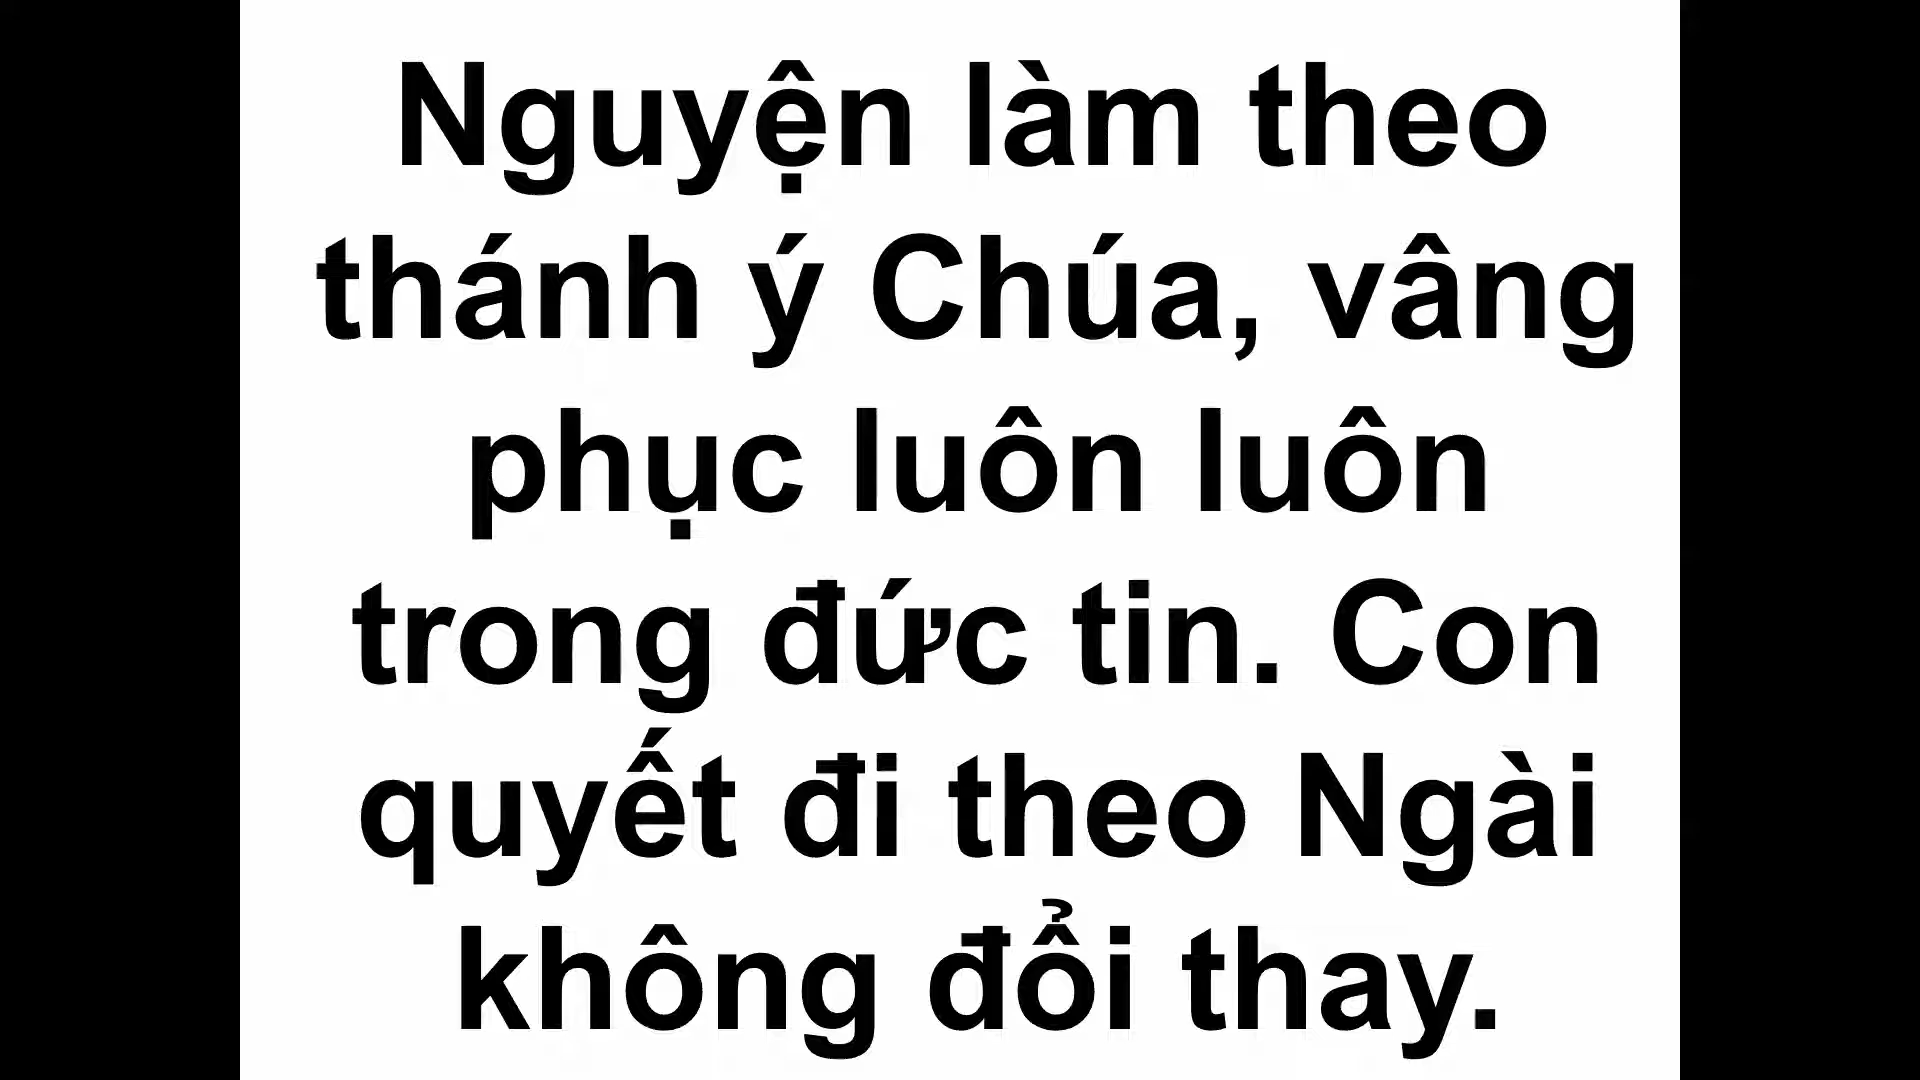 Nguyện làm theo
thánh ý Chúa, vâng
phục luôn luôn
trong đức tin. Con
quyết đi theo Ngài
không đổi thay.